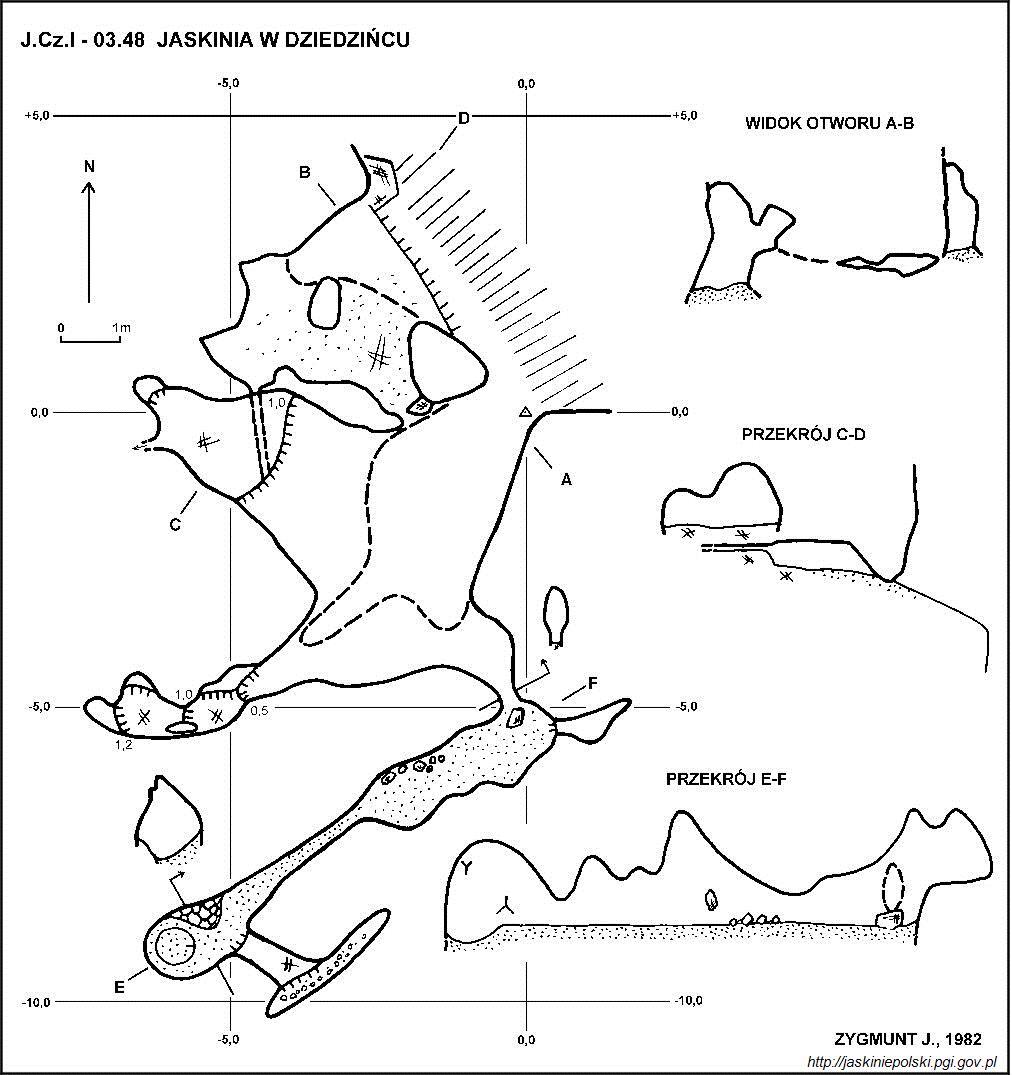 J.Cz.I - 03.48 JASKINIA W DZIEDZIŃCU
-5,0
0,0
+5,0
D
+5,0
WIDOK OTWORU A-B
N
B
0
1m
0,0
1,0
0,0
PRZEKRÓJ C-D
A
C
F
1,0
-5,0
0,5
-5,0
1,2
PRZEKRÓJ E-F
E
-10,0
-10,0
-5,0
0,0
ZYGMUNT J., 1982
http://jaskiniepolski.pgi.gov.pl